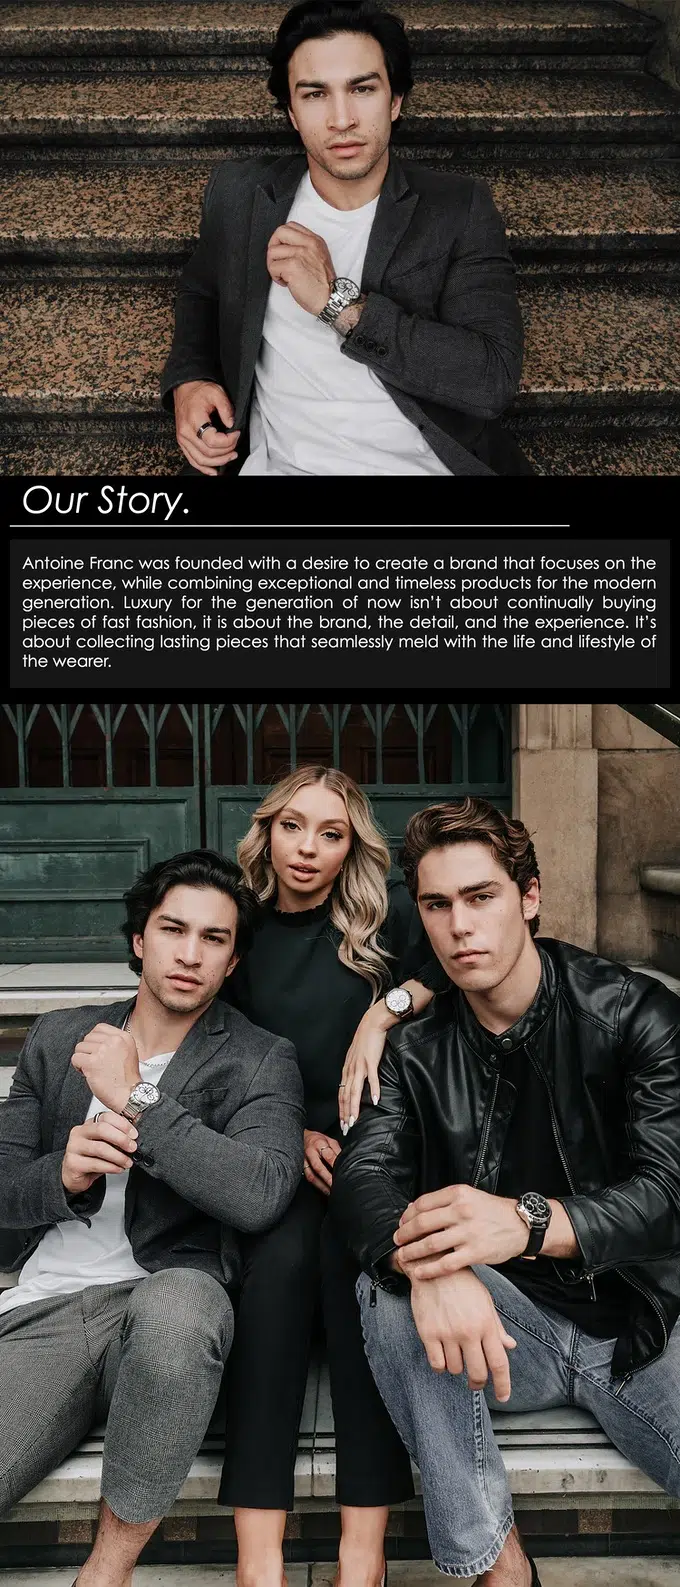 Our Story.
Antoine Franc was founded with a desire to create a brand that focuses on the
experience, while combining exceptional and timeless products for the modern
generation. Luxury for the generation of now isn't about continually buying
pieces of fast fashion, it is about the brand, the detail, and the experience. It's
about collecting lasting pieces that seamlessly meld with the life and lifestyle of
the wearer.